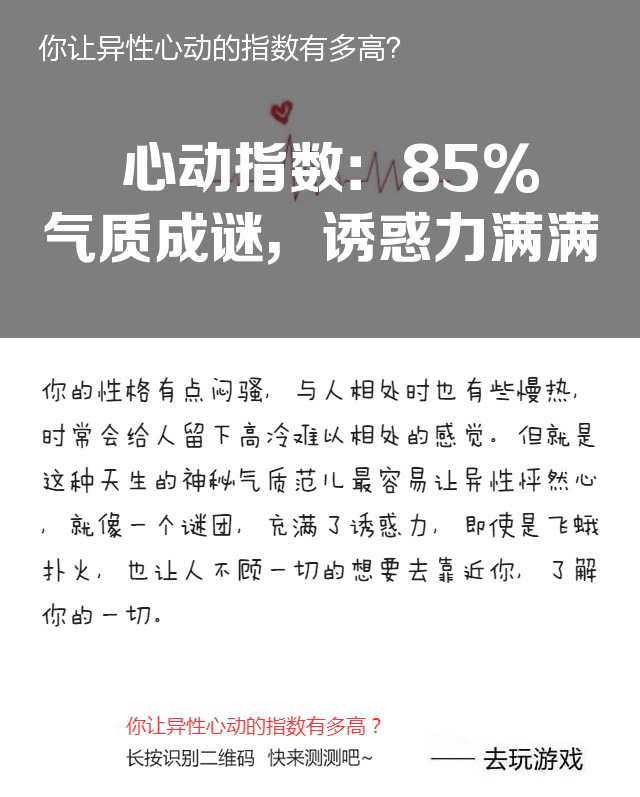 你让异性心动的指数有多高?
心动指数: 85%
气质成谜, 诱惑力满满
你的性格有点闷骚, 与人相处时也有些慢热,
时常会给人留下高冷难以相处的感觉。但就是
这种天生的神秘气质范儿最容易让异性怦然心
, 就像一个谜团, 充满了诱惑力, 即使是飞蛾
扑火, 也让人不顾一切的想要去靠近你, 了解
你的一切。
你让异性心动的指数有多高?
长按识别二维码 快来测测吧~
—— 去玩游戏